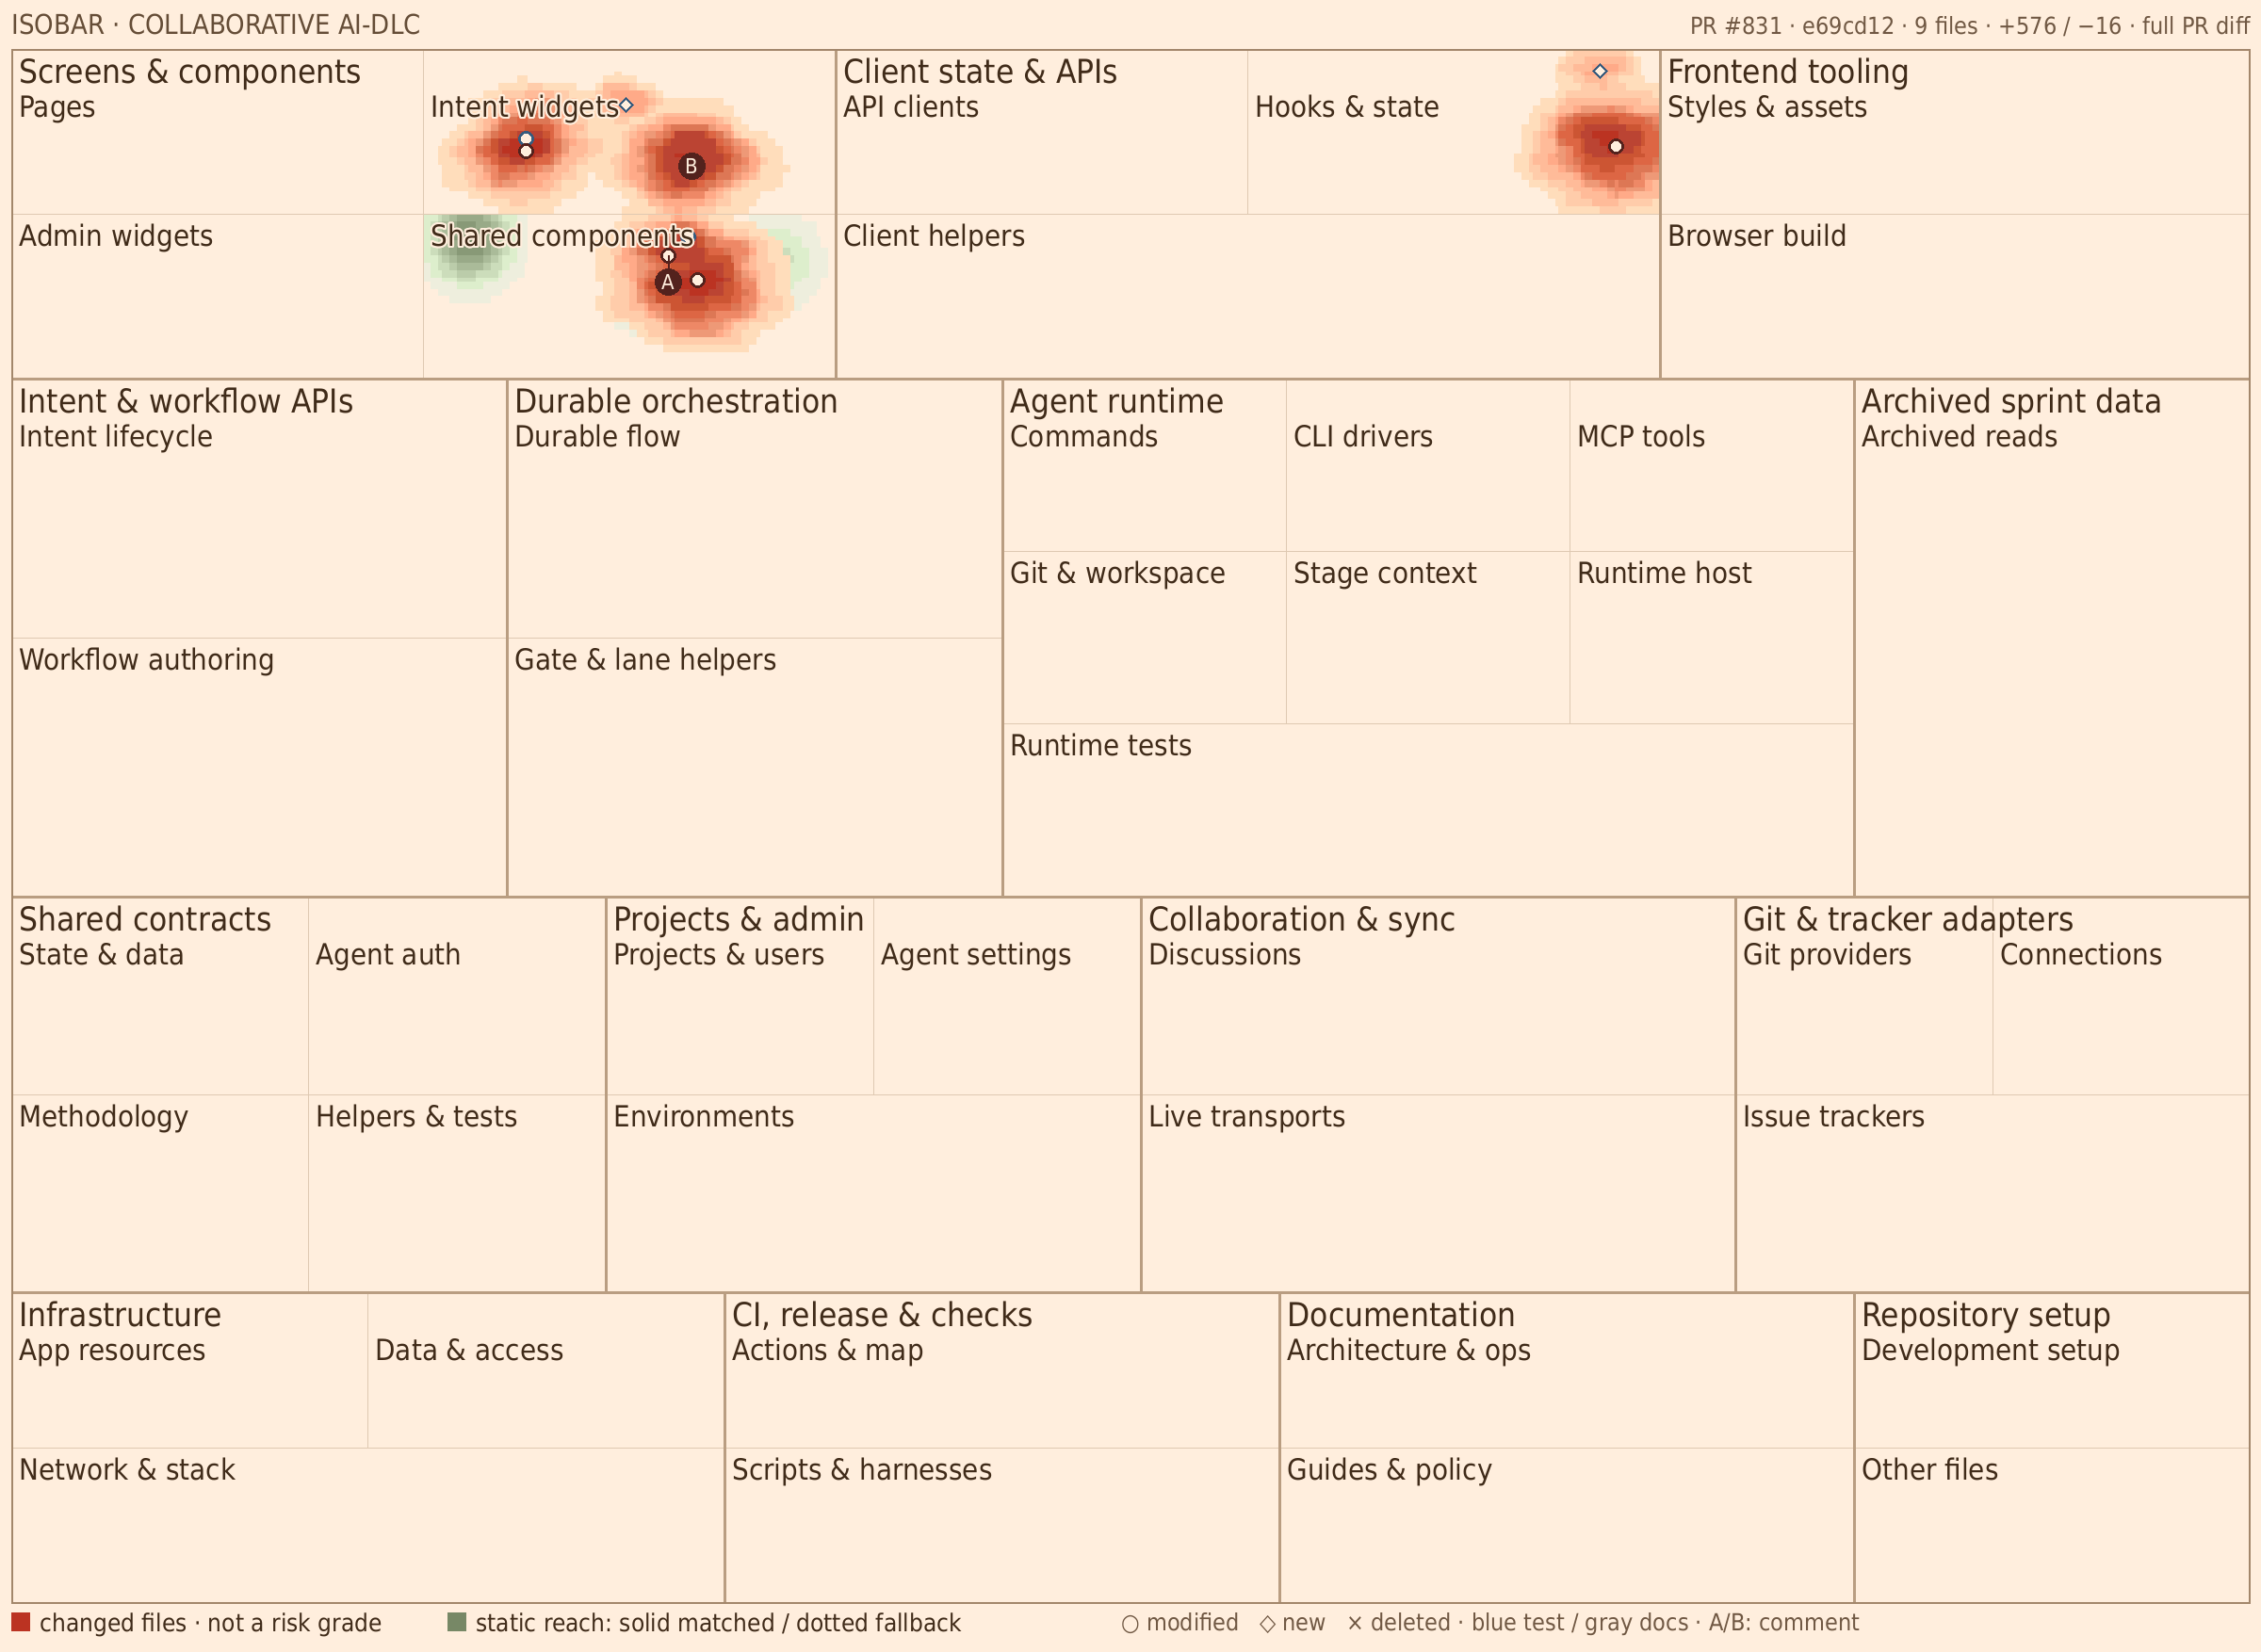 ISOBAR · COLLABORATIVE AI-DLC
PR #831 · e69cd12 · 9 files · +576 / −16 · full PR diff
Screens & components
Pages
Intent widgets
B
Admin widgets
Shared components
A
Client state & APIs
API clients
Hooks & state
Client helpers
Frontend tooling
Styles & assets
Browser build
Intent & workflow APIs
Intent lifecycle
Workflow authoring
Durable orchestration
Durable flow
Gate & lane helpers
Agent runtime
Commands
CLI drivers
MCP tools
Git & workspace
Stage context
Runtime host
Runtime tests
Archived sprint data
Archived reads
Shared contracts
State & data
Agent auth
Methodology
Helpers & tests
Projects & admin
Projects & users
Agent settings
Environments
Collaboration & sync
Discussions
Live transports
Git & tracker adapters
Git providers
Connections
Issue trackers
Infrastructure
App resources
Data & access
Network & stack
CI, release & checks
Actions & map
Scripts & harnesses
Documentation
Architecture & ops
Guides & policy
Repository setup
Development setup
Other files
changed files · not a risk grade
static reach: solid matched / dotted fallback
○ modified ◇ new × deleted · blue test / gray docs · A/B: comment